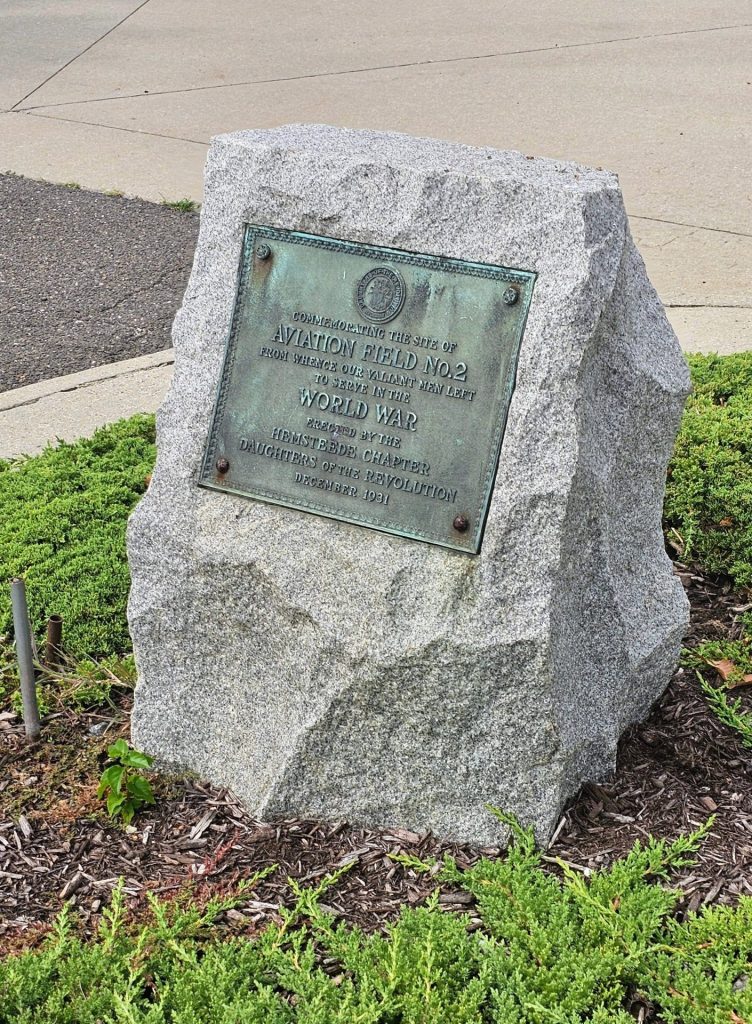 COMMEMORATING THE SITE OF
AVIATION FIELD No. 2
FROM WHENCE OUR VALIANT MEN LEFT
TO SERVE IN THE
WORLD WAR
ERECTED BY THE
HEMSTEEDE CHAPTER
DAUGHTERS OF THE REVOLUTION
DECEMBER 1931